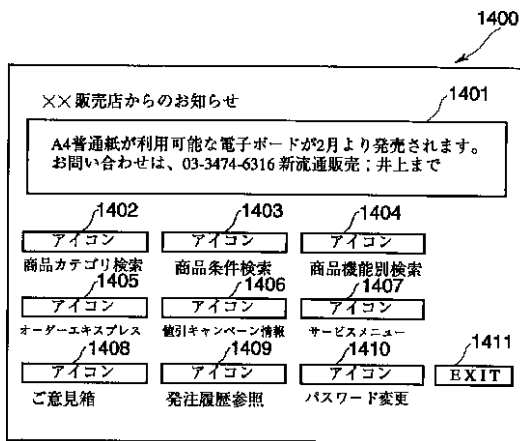 1400
××販売店からのお知らせ
1401
A4普通紙が利用可能な電子ボードが2月より発売されます。
お問い合わせは、03-3474-6316 新流通販売；井上まで
1402 1403 1404
アイコン アイコン アイコン
商品カテゴリ検索 商品条件検索 商品機能別検索
1405 1406 1407
アイコン アイコン アイコン
オーダーエキスプレス 値引キャンペーン情報 サービスメニュー
1408 1409 1410 1411
アイコン アイコン アイコン EXIT
ご意見箱 発注履歴参照 パスワード変更